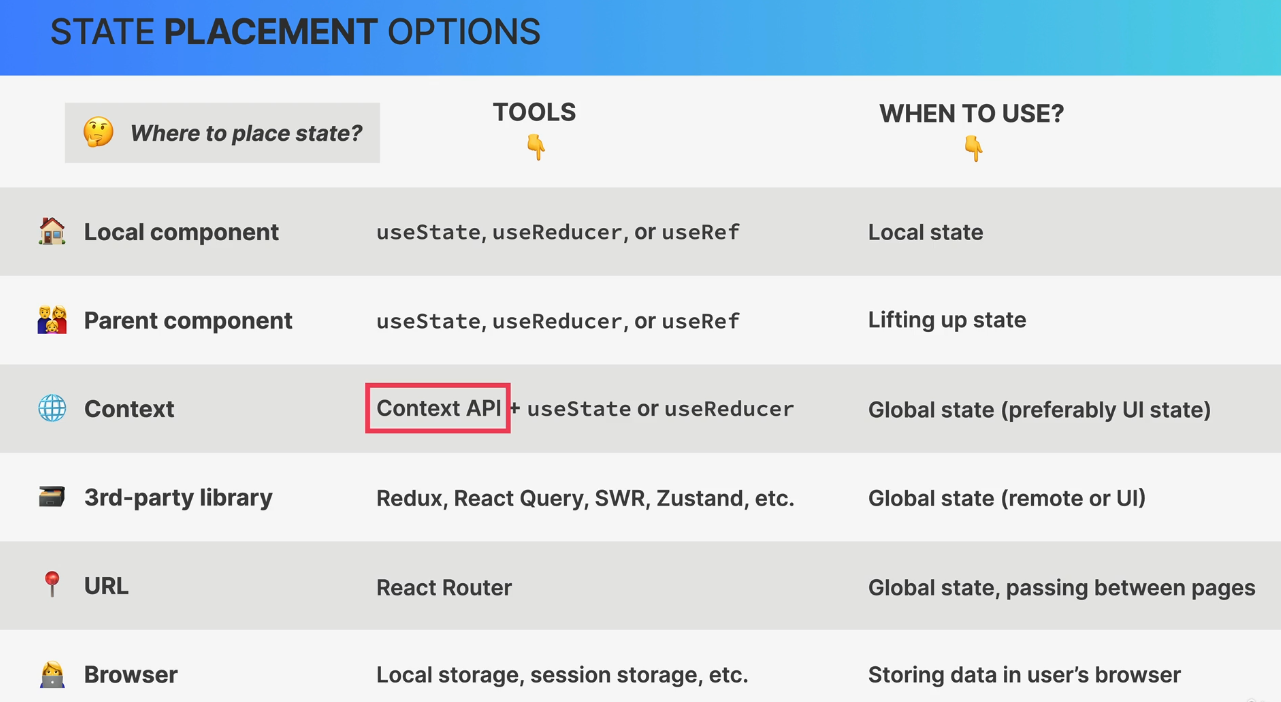 STATE PLACEMENT OPTIONS
Where to place state?
TOOLS
WHEN TO USE?
Local component
useState, useReducer, or useRef
Local state
Parent component
useState, useReducer, or useRef
Lifting up state
Context
Context API + useState or useReducer
Global state (preferably UI state)
3rd-party library
Redux, React Query, SWR, Zustand, etc.
Global state (remote or UI)
URL
React Router
Global state, passing between pages
Browser
Local storage, session storage, etc.
Storing data in user’s browser